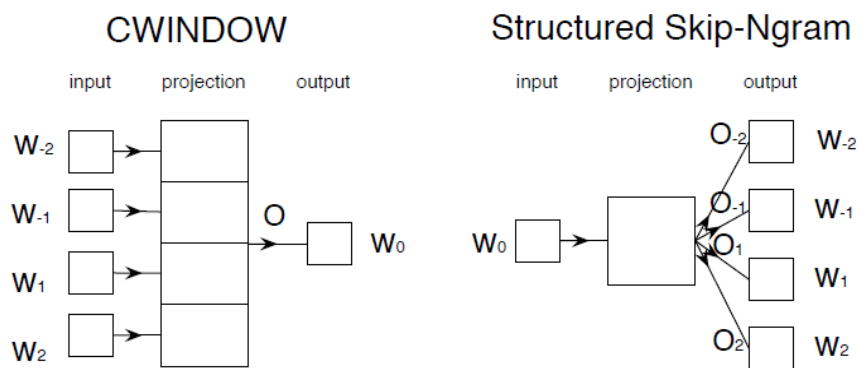 CWINDOW
input projection output
W-2
W-1
W1
W2
O
W0
Structured Skip-Ngram
input projection output
W0
O-2
O-1
O1
O2
W-2
W-1
W1
W2